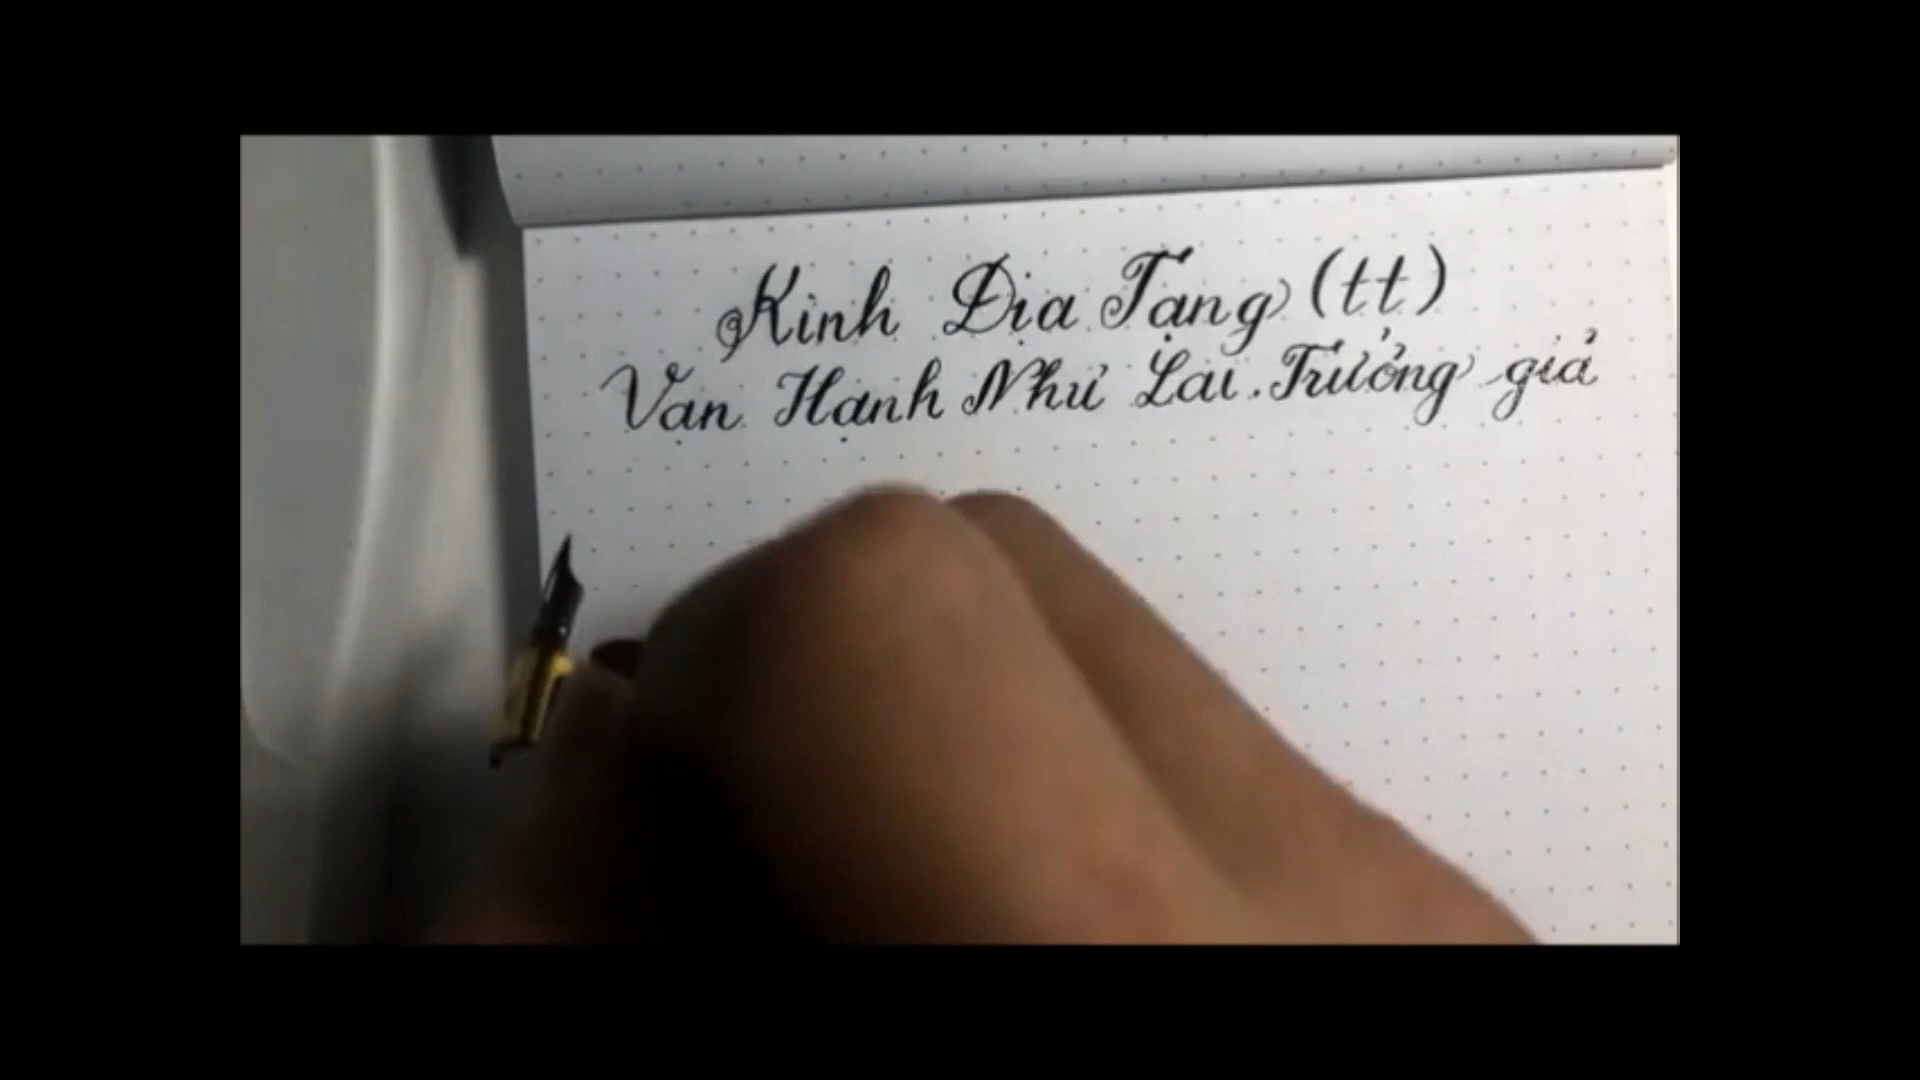 Kinh Địa Tạng (tt)
Vạn Hạnh Như Lai. Trưởng giả